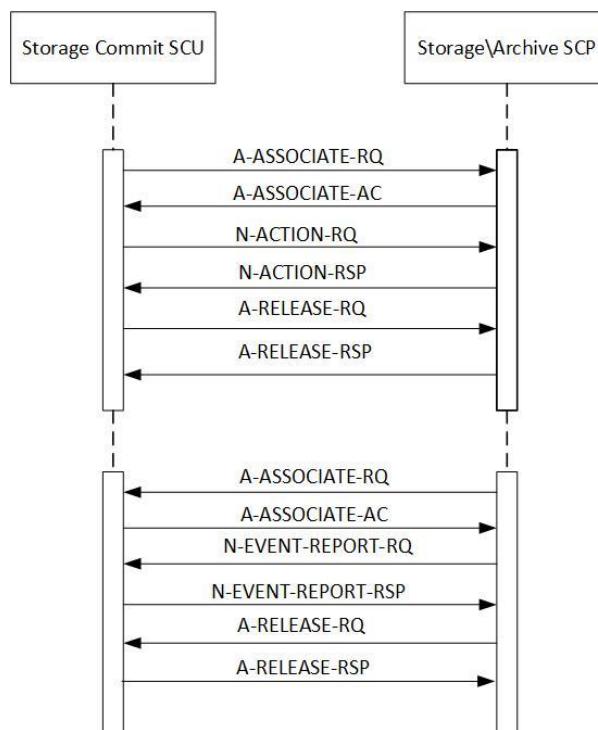 Storage Commit SCU
Storage\Archive SCP
A-ASSOCIATE-RQ
A-ASSOCIATE-AC
N-ACTION-RQ
N-ACTION-RSP
A-RELEASE-RQ
A-RELEASE-RSP
A-ASSOCIATE-RQ
A-ASSOCIATE-AC
N-EVENT-REPORT-RQ
N-EVENT-REPORT-RSP
A-RELEASE-RQ
A-RELEASE-RSP